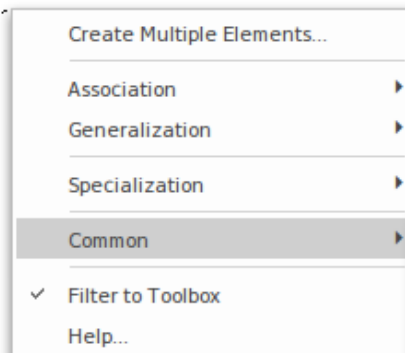 Create Multiple Elements...
Association
Generalization
Specialization
Common
Filter to Toolbox
Help...